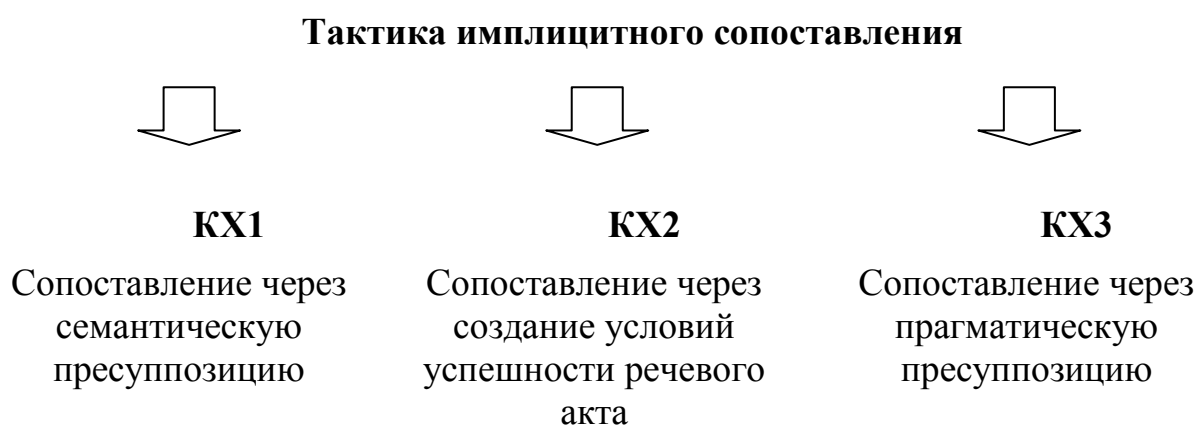 Тактика имплицитного сопоставления
КХ1
КХ2
КХ3
Сопоставление через
семантическую
пресуппозицию
Сопоставление через
создание условий
успешности речевого
акта
Сопоставление через
прагматическую
пресуппозицию